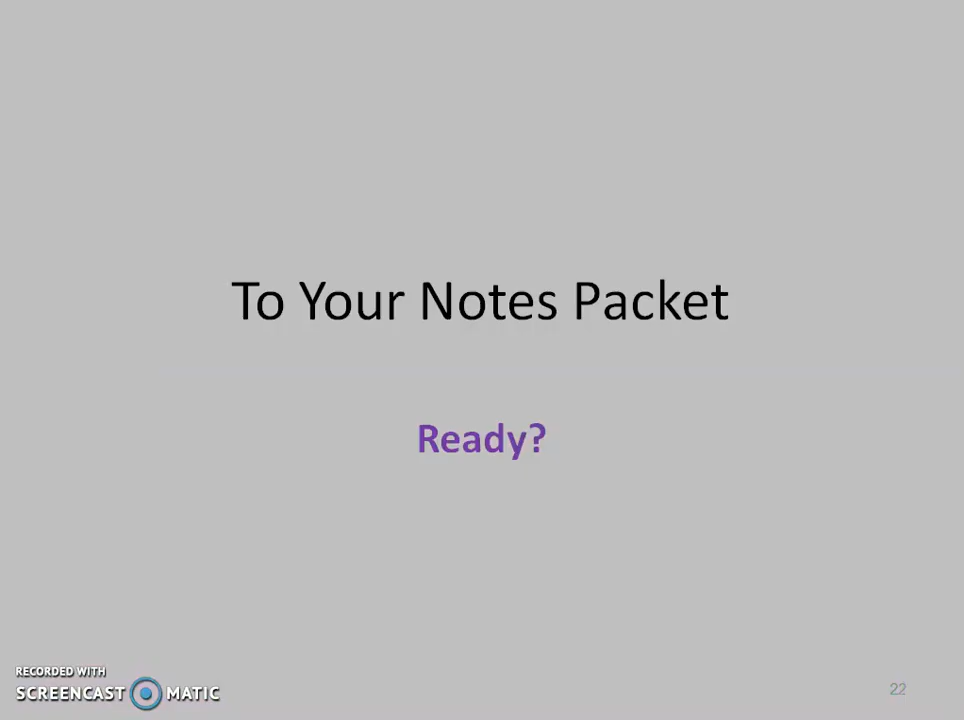 To Your Notes Packet
Ready?
RECORDED WITH
SCREENCAST MATIC
22